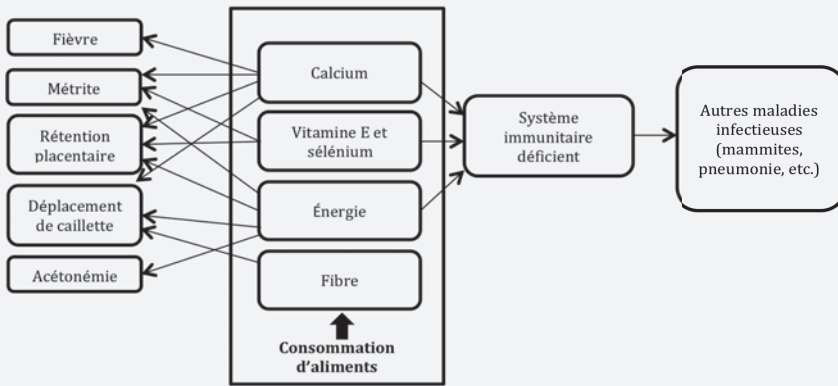 Fièvre
Métrite
Rétention
placentaire
Déplacement
de caillette
Acétonémie
Calcium
Vitamine E et
sélénium
Énergie
Fibre
Consommation
d'aliments
Système
immunitaire
déficient
Autres maladies
infectieuses
(mammites,
pneumonie, etc.)